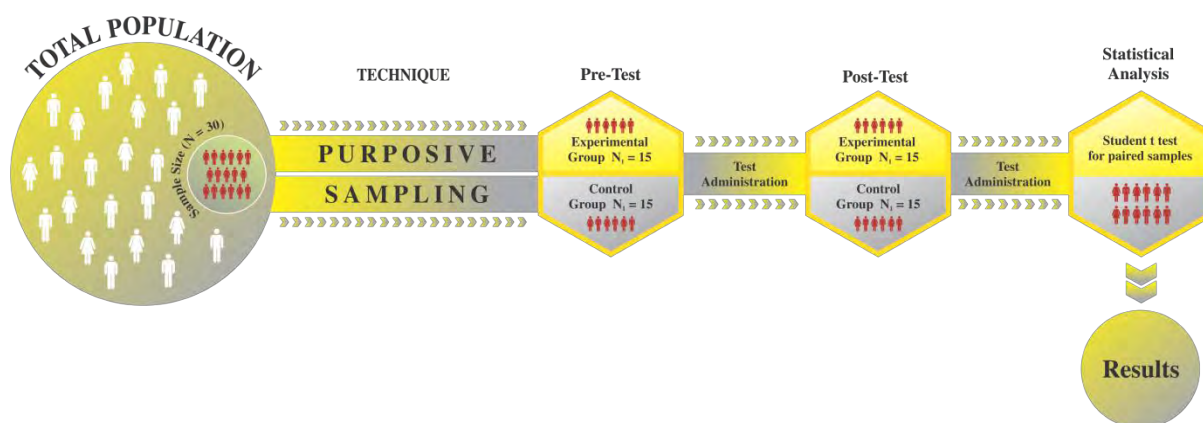 TOTAL POPULATION
Sample Size (N = 30)
TECHNIQUE
PURPOSIVE
SAMPLING
Pre-Test
Experimental
Group N₁ = 15
Control
Group N₁ = 15
Test
Administration
Post-Test
Experimental
Group N₁ = 15
Control
Group N₁ = 15
Test
Administration
Statistical
Analysis
Student t test
for paired samples
Results